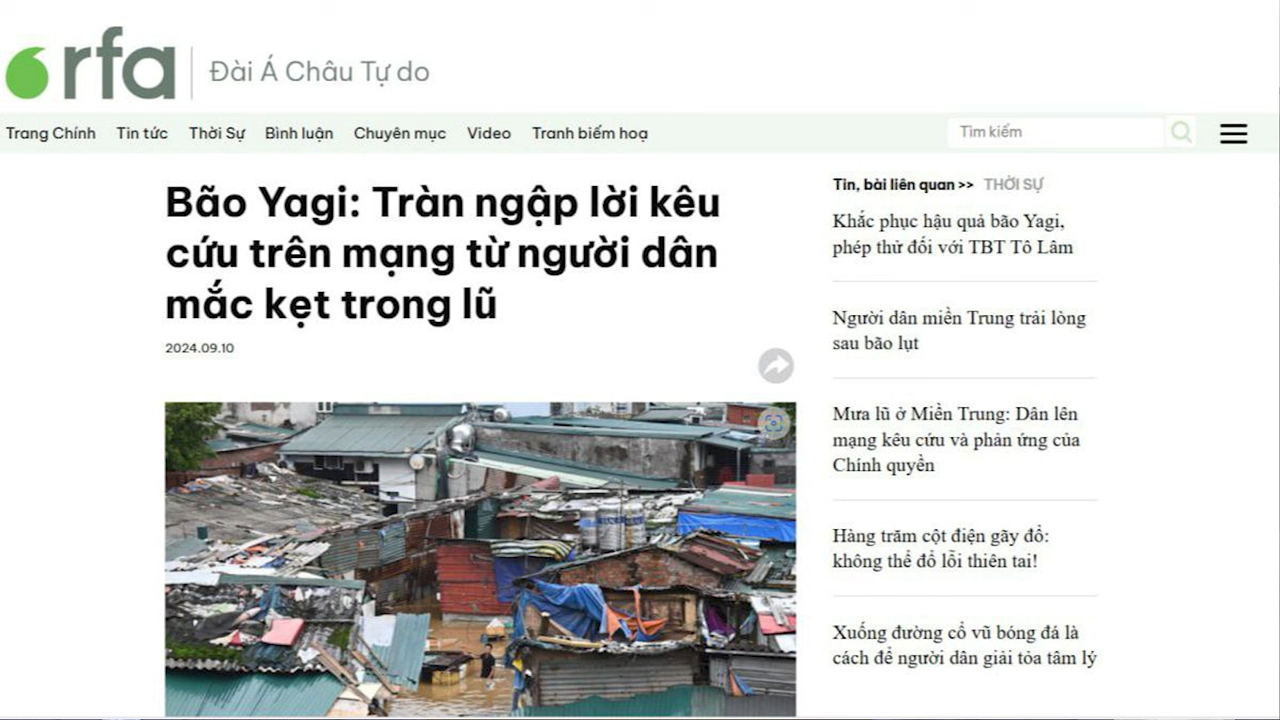 rfa
Đài Á Châu Tự do
Trang Chính Tin tức Thời Sự Bình luận Chuyên mục Video Tranh biếm hoạ
Tìm kiếm
Bão Yagi: Tràn ngập lời kêu
cứu trên mạng từ người dân
mắc kẹt trong lũ
2024.09.10
Tin, bài liên quan >> THỜI SỰ
Khắc phục hậu quả bão Yagi,
phép thử đối với TBT Tô Lâm
Người dân miền Trung trải lòng
sau bão lụt
Mưa lũ ở Miền Trung: Dân lên
mạng kêu cứu và phản ứng của
Chính quyền
Hàng trăm cột điện gãy đổ:
không thể đổ lỗi thiên tai!
Xuống đường cổ vũ bóng đá là
cách để người dân giải tỏa tâm lý